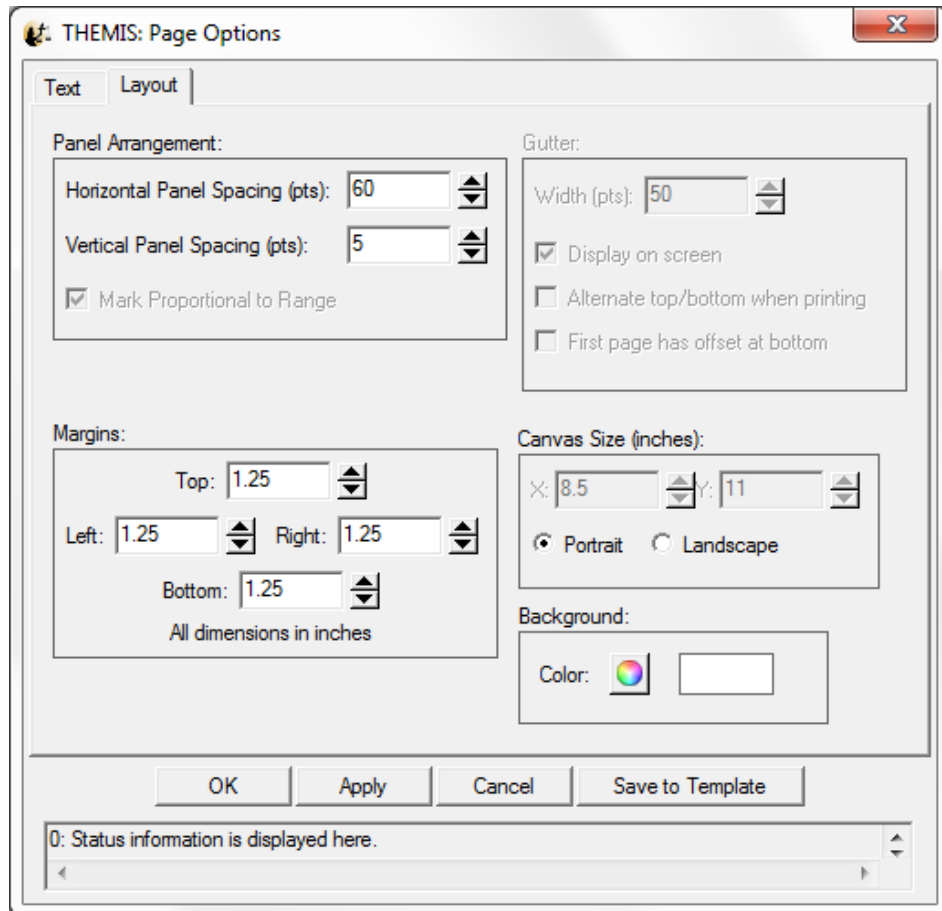 THEMIS: Page Options
Text Layout
Panel Arrangement:
Horizontal Panel Spacing (pts): 60
Vertical Panel Spacing (pts): 5
Mark Proportional to Range
Gutter:
Width (pts): 50
Display on screen
Alternate top/bottom when printing
First page has offset at bottom
Margins:
Top: 1.25
Left: 1.25 Right: 1.25
Bottom: 1.25
All dimensions in inches
Canvas Size (inches):
X: 8.5 Y: 11
Portrait Landscape
Background:
Color:
OK Apply Cancel Save to Template
0: Status information is displayed here.